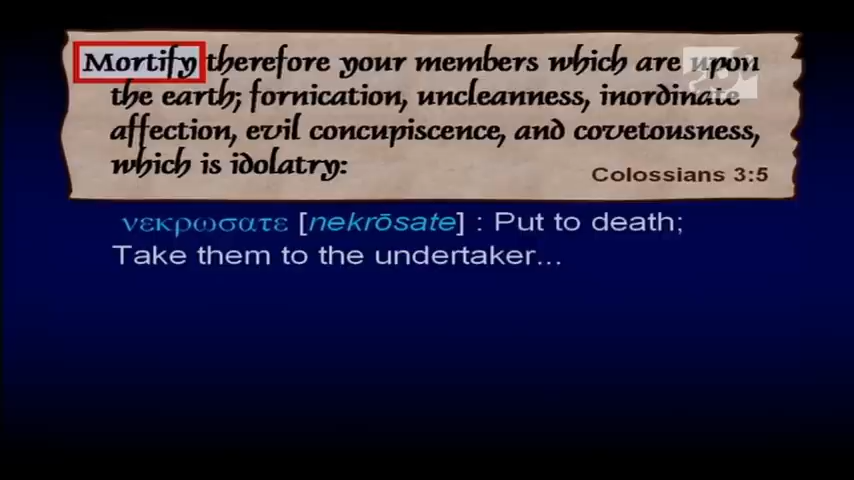 Mortify therefore your members which are upon
the earth; fornication, uncleanness, inordinate
affection, evil concupiscence, and covetousness,
which is idolatry:
Colossians 3:5
νεκρωσατε [nekrōsate] : Put to death;
Take them to the undertaker...